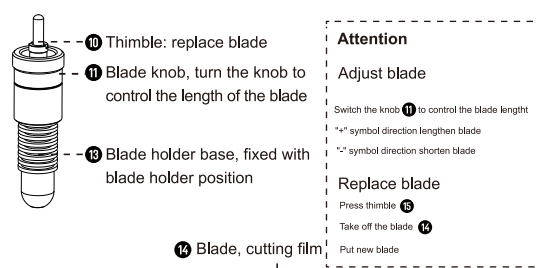 10 Thimble: replace blade
11 Blade knob, turn the knob to
control the length of the blade
13 Blade holder base, fixed with
blade holder position
14 Blade, cutting film
Attention
Adjust blade
Switch the knob 11 to control the blade lenght
"+" symbol direction lengthen blade
"-" symbol direction shorten blade
Replace blade
Press thimble 15
Take off the blade 14
Put new blade